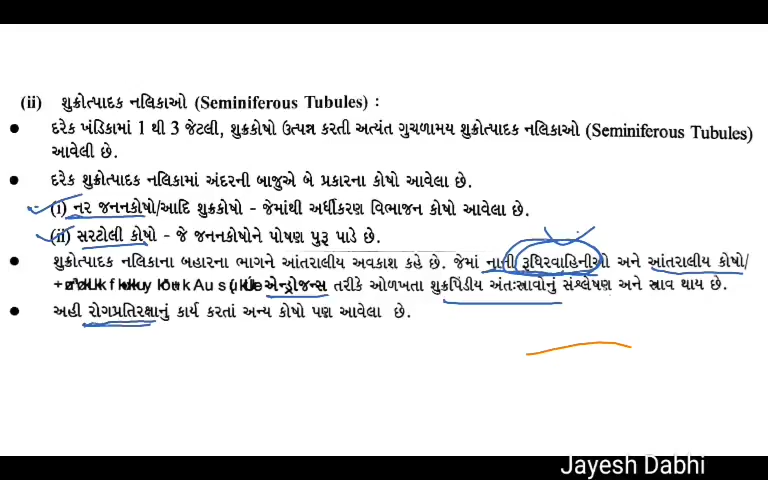 (ii) શુક્રોત્પાદક નલિકાઓ (Seminiferous Tubules) :
● દરેક ખંડિકામાં 1 થી 3 જેટલી, શુક્રકોષો ઉત્પન્ન કરતી અત્યંત ગુચળામય શુક્રોત્પાદક નલિકાઓ (Seminiferous Tubules)
આવેલી છે.
● દરેક શુક્રોત્પાદક નલિકામાં અંદરની બાજુએ બે પ્રકારના કોષો આવેલા છે.
(i) નર જનનકોષો/આદિ શુક્રકોષો - જેમાંથી અર્ધીકરણ વિભાજન કોષો આવેલા છે.
(ii) સરટોલી કોષો - જે જનનકોષોને પોષણ પુરૂ પાડે છે.
● શુક્રોત્પાદક નલિકાના બહારના ભાગને આંતરાલીય અવકાશ કહે છે. જેમાં નાની રૂધિરવાહિનીઓ અને આંતરાલીય કોષો/
એન્ડ્રોજન્સ તરીકે ઓળખતા શુક્રપિંડીય અંતઃસ્રાવોનું સંશ્લેષણ અને સ્રાવ થાય છે.
● અહી રોગપ્રતિરક્ષાનું કાર્ય કરતાં અન્ય કોષો પણ આવેલા છે.
Jayesh Dabhi